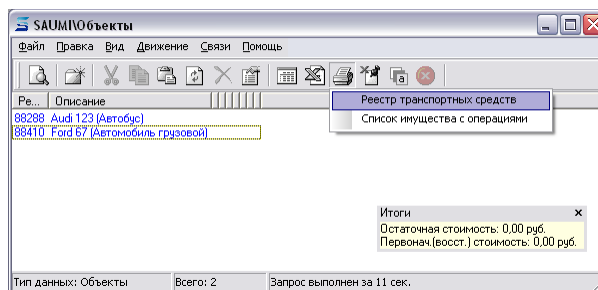 SAUMI\Объекты
Файл Правка Вид Движение Связи Помощь
Ре... Описание
Реестр транспортных средств
Список имущества с операциями
88288 Audi 123 (Автобус)
88410 Ford 67 (Автомобиль грузовой)
Итоги
Остаточная стоимость: 0,00 руб.
Первонач.(восст.) стоимость: 0,00 руб.
Тип данных: Объекты Всего: 2 Запрос выполнен за 11 сек.